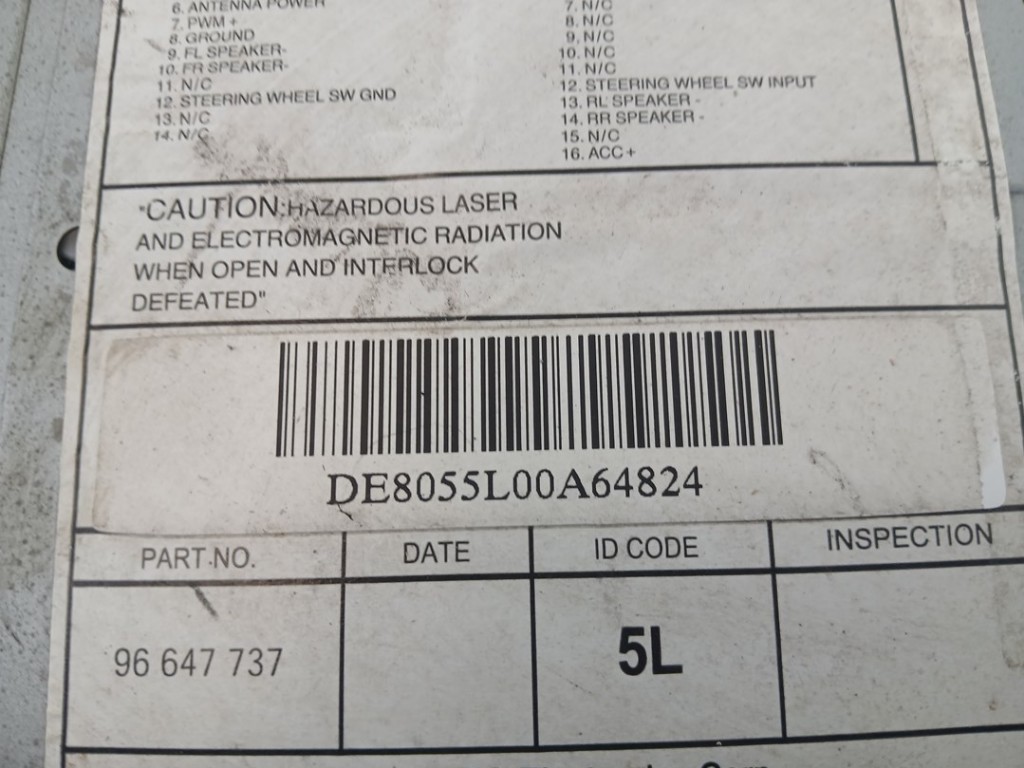 6. ANTENNA POWER
7. PWM +
8. GROUND
9. FL SPEAKER-
10. FR SPEAKER-
11. N/C
12. STEERING WHEEL SW GND
13. N/C
14. N/C
7. N/C
8. N/C
9. N/C
10. N/C
11. N/C
12. STEERING WHEEL SW INPUT
13. RL SPEAKER -
14. RR SPEAKER -
15. N/C
16. ACC+
"CAUTION:HAZARDOUS LASER
AND ELECTROMAGNETIC RADIATION
WHEN OPEN AND INTERLOCK
DEFEATED"
DE8055L00A64824
PART.NO. DATE ID CODE INSPECTION
96 647 737 5L